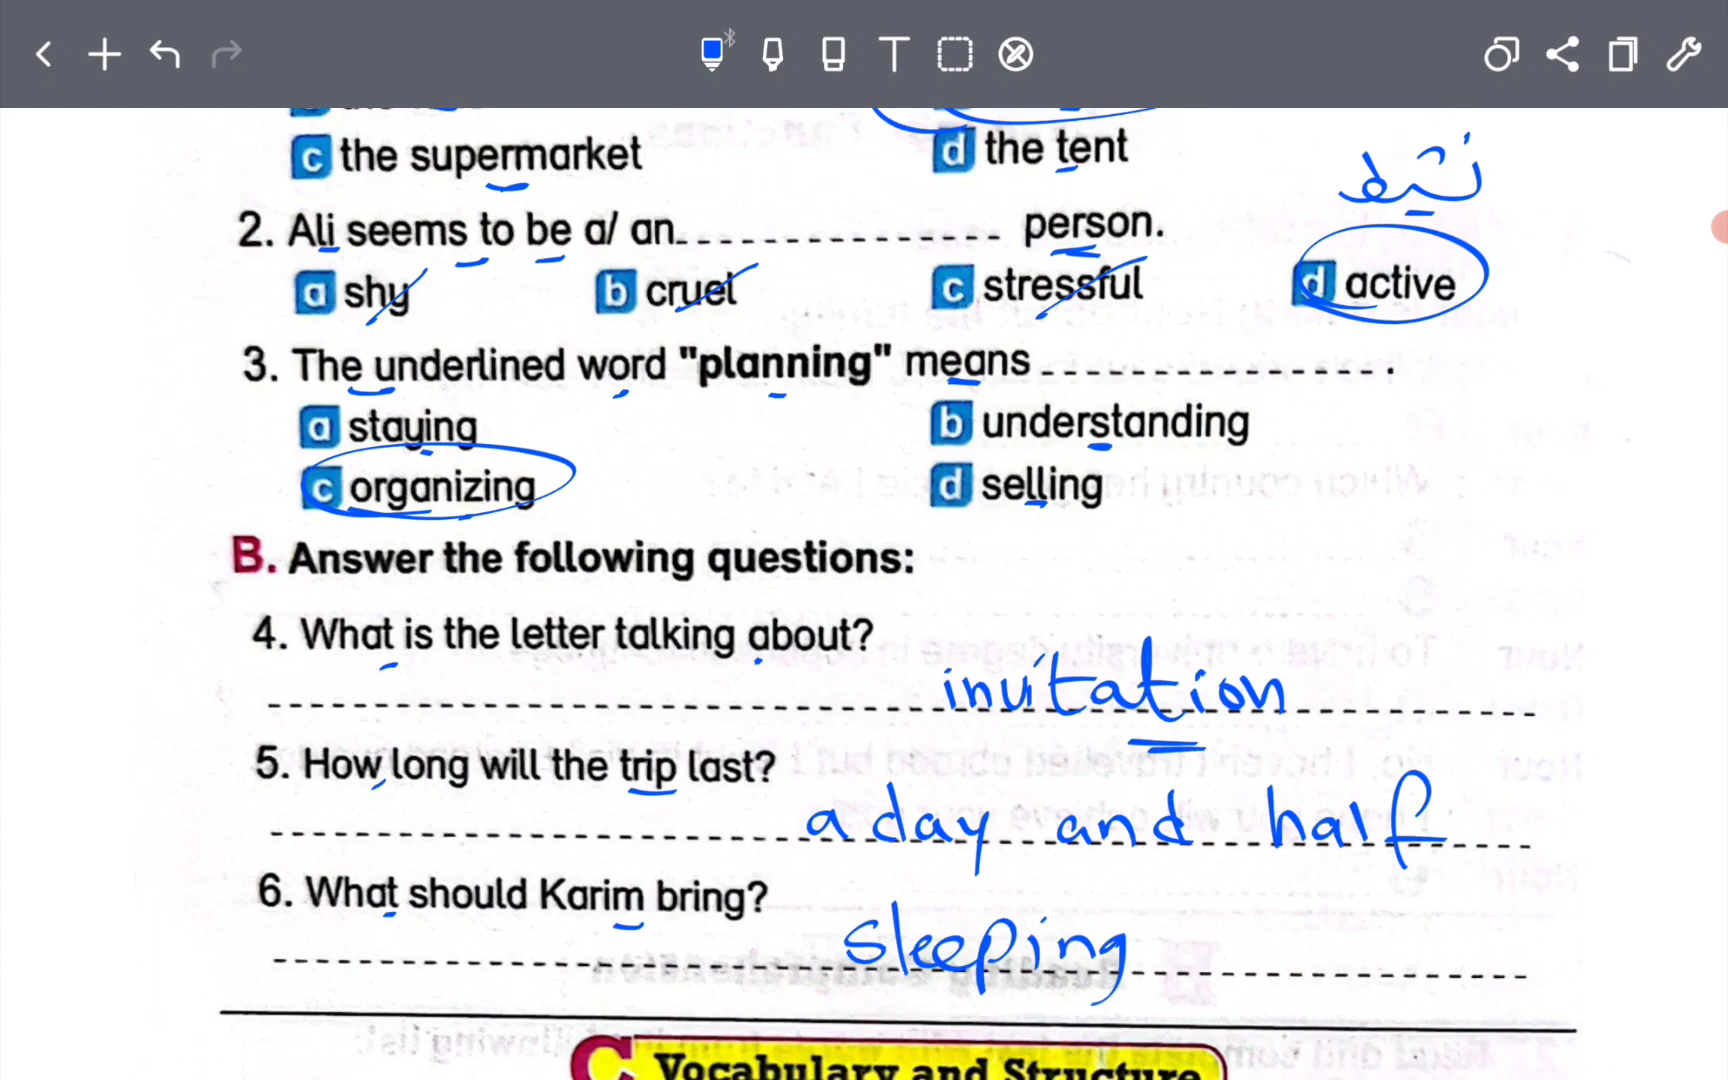 c the supermarket d the tent
نشيط
2. Ali seems to be a/ an---------------- person.
a shy b cruel c stressful d active
3. The underlined word "planning" means ----------------.
a staying b understanding
c organizing d selling
B. Answer the following questions:
4. What is the letter talking about?
invitation
5. How long will the trip last?
a day and half
6. What should Karim bring?
sleeping
C Vocabulary and Structure